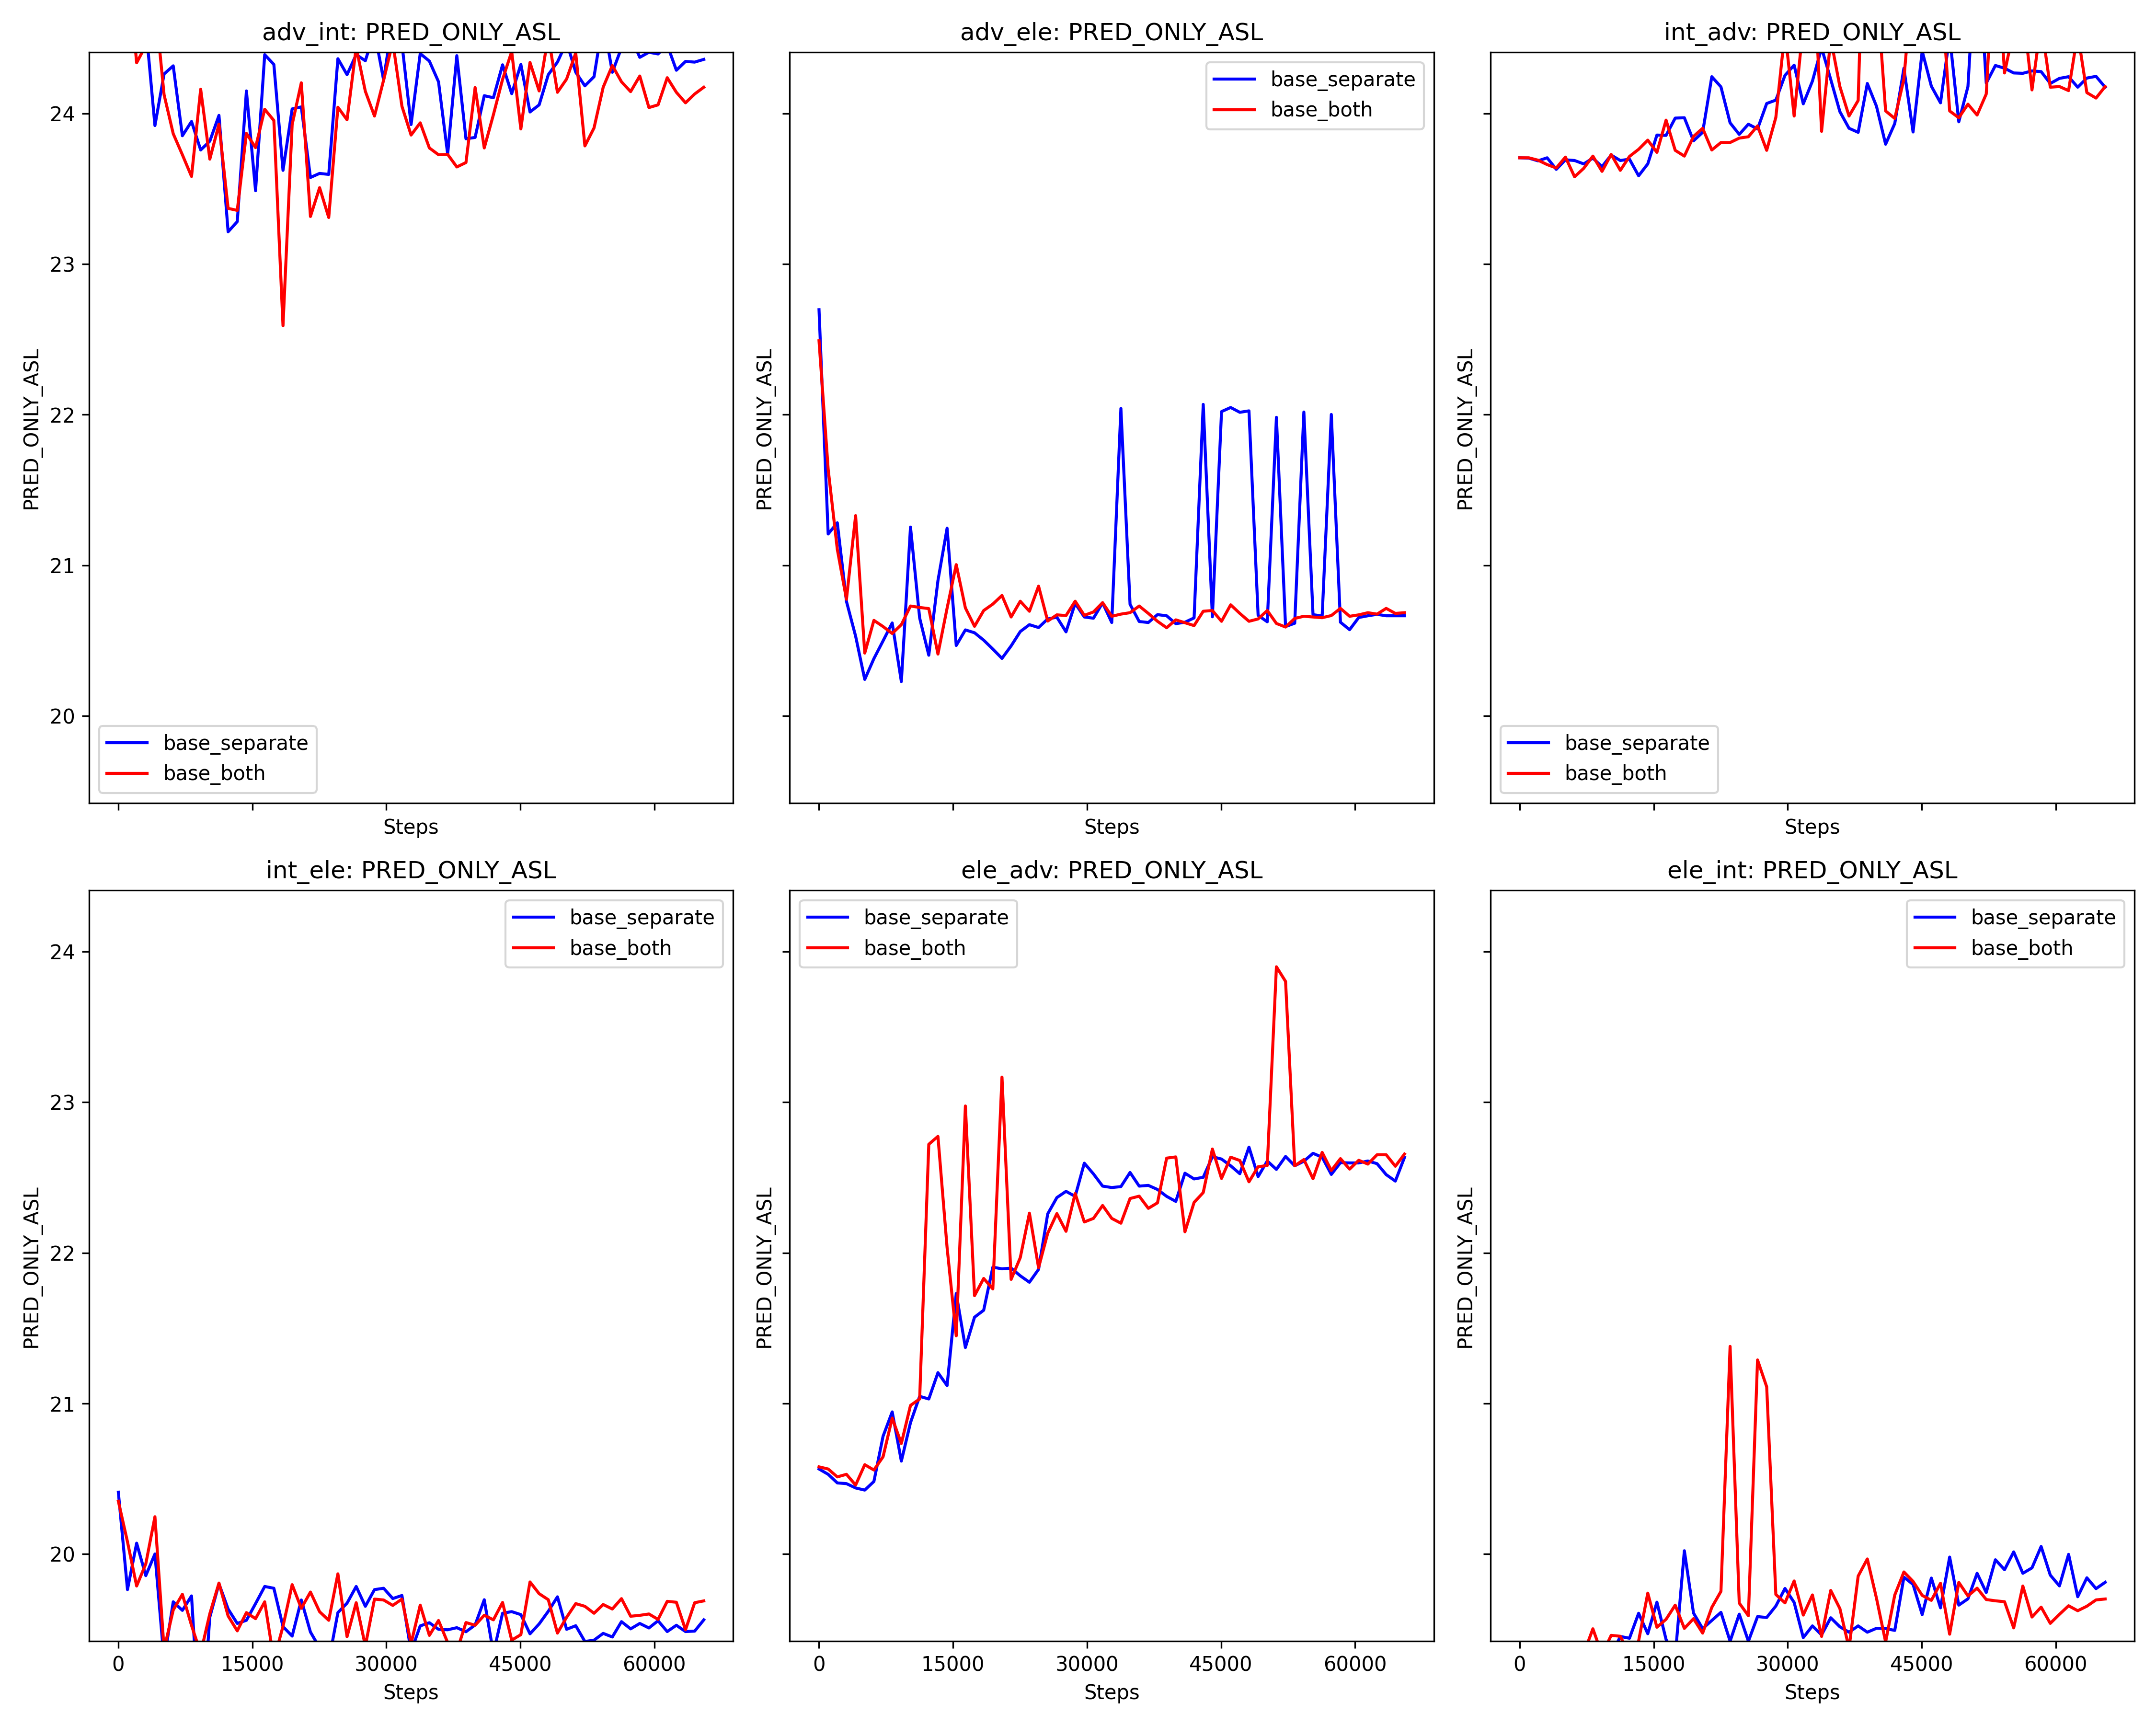 adv_int: PRED_ONLY_ASL
adv_ele: PRED_ONLY_ASL
int_adv: PRED_ONLY_ASL
PRED_ONLY_ASL
24
23
22
21
20
base_separate
base_both
Steps
PRED_ONLY_ASL
base_separate
base_both
Steps
PRED_ONLY_ASL
base_separate
base_both
Steps
int_ele: PRED_ONLY_ASL
ele_adv: PRED_ONLY_ASL
ele_int: PRED_ONLY_ASL
PRED_ONLY_ASL
24
23
22
21
20
base_separate
base_both
0 15000 30000 45000 60000
Steps
PRED_ONLY_ASL
base_separate
base_both
0 15000 30000 45000 60000
Steps
PRED_ONLY_ASL
base_separate
base_both
0 15000 30000 45000 60000
Steps